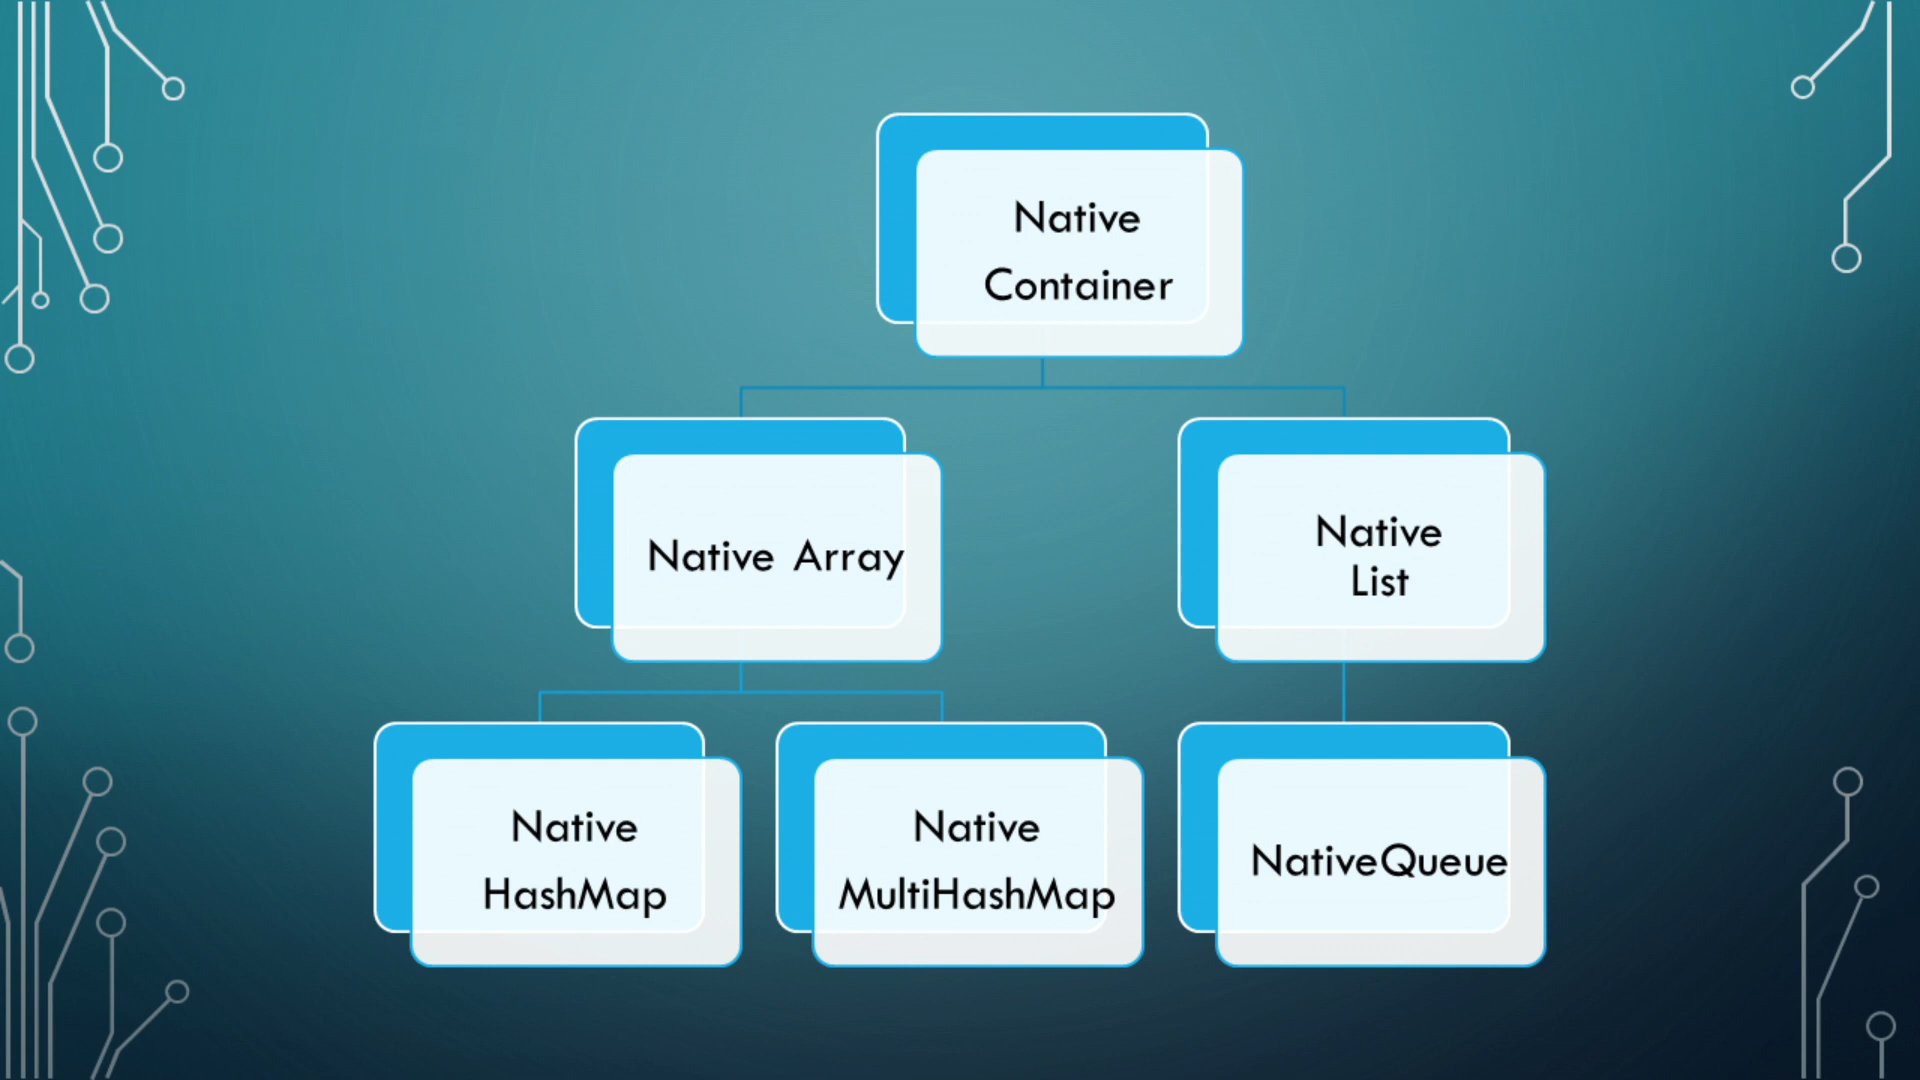 Native
Container
Native Array
Native
List
Native
HashMap
Native
MultiHashMap
NativeQueue